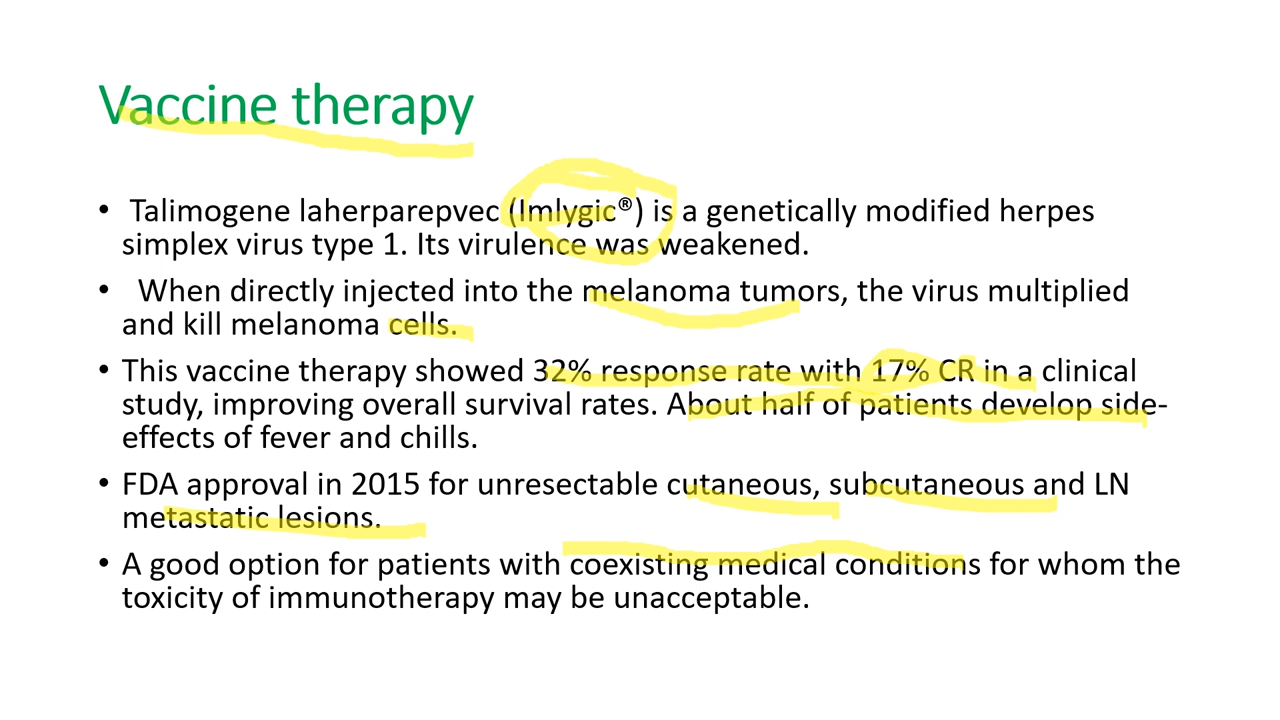 Vaccine therapy
• Talimogene laherparepvec (Imlygic®) is a genetically modified herpes
simplex virus type 1. Its virulence was weakened.
• When directly injected into the melanoma tumors, the virus multiplied
and kill melanoma cells.
• This vaccine therapy showed 32% response rate with 17% CR in a clinical
study, improving overall survival rates. About half of patients develop side-
effects of fever and chills.
• FDA approval in 2015 for unresectable cutaneous, subcutaneous and LN
metastatic lesions.
• A good option for patients with coexisting medical conditions for whom the
toxicity of immunotherapy may be unacceptable.